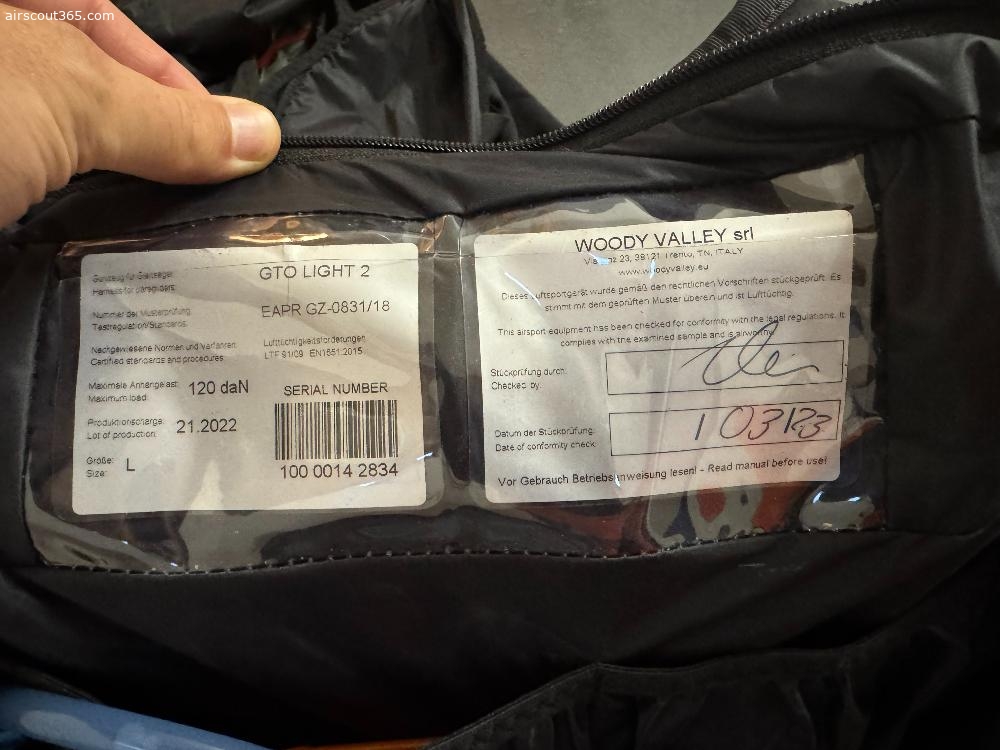 airscout365.com
Gurtzeug für Gleitsegel
Harness for paragliders:
GTO LIGHT 2
Nummer der Musterprüfung
Testregulation/Standards:
EAPR GZ-0831/18
Nachgewiesene Normen und Verfahren:
Certified standards and procedures:
Lufttüchtigkeitsforderungen
LTF 91/09 EN1651:2015
Maximale Anhängelast:
Maximum load:
120 daN
Produktionscharge:
Lot of production:
21.2022
Größe:
Size:
L
SERIAL NUMBER
100 0014 2834
WOODY VALLEY srl
23, 38121 Trento, TN, ITALY
www.woodyvalley.eu
Dieses Luftsportgerät wurde gemäß den rechtlichen Vorschriften stückgeprüft. Es
stimmt mit dem geprüften Muster überein und ist Lufttüchtig.
This airsport equipment has been checked for conformity with the legal regulations. It
complies with the examined sample and is airworthy.
Stückprüfung durch:
Checked by:
Datum der Stückprüfung:
Date of conformity check:
Vor Gebrauch Betriebsanweisung lesen! - Read manual before use!